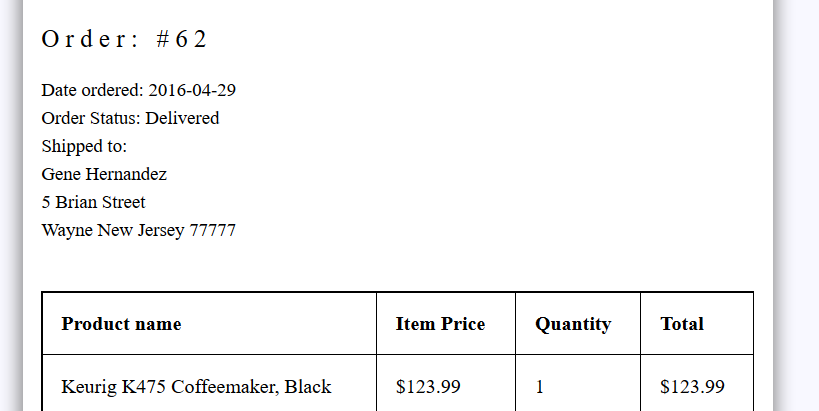 Order: #62
Date ordered: 2016-04-29
Order Status: Delivered
Shipped to:
Gene Hernandez
5 Brian Street
Wayne New Jersey 77777
Product name Item Price Quantity Total
Keurig K475 Coffeemaker, Black $123.99 1 $123.99